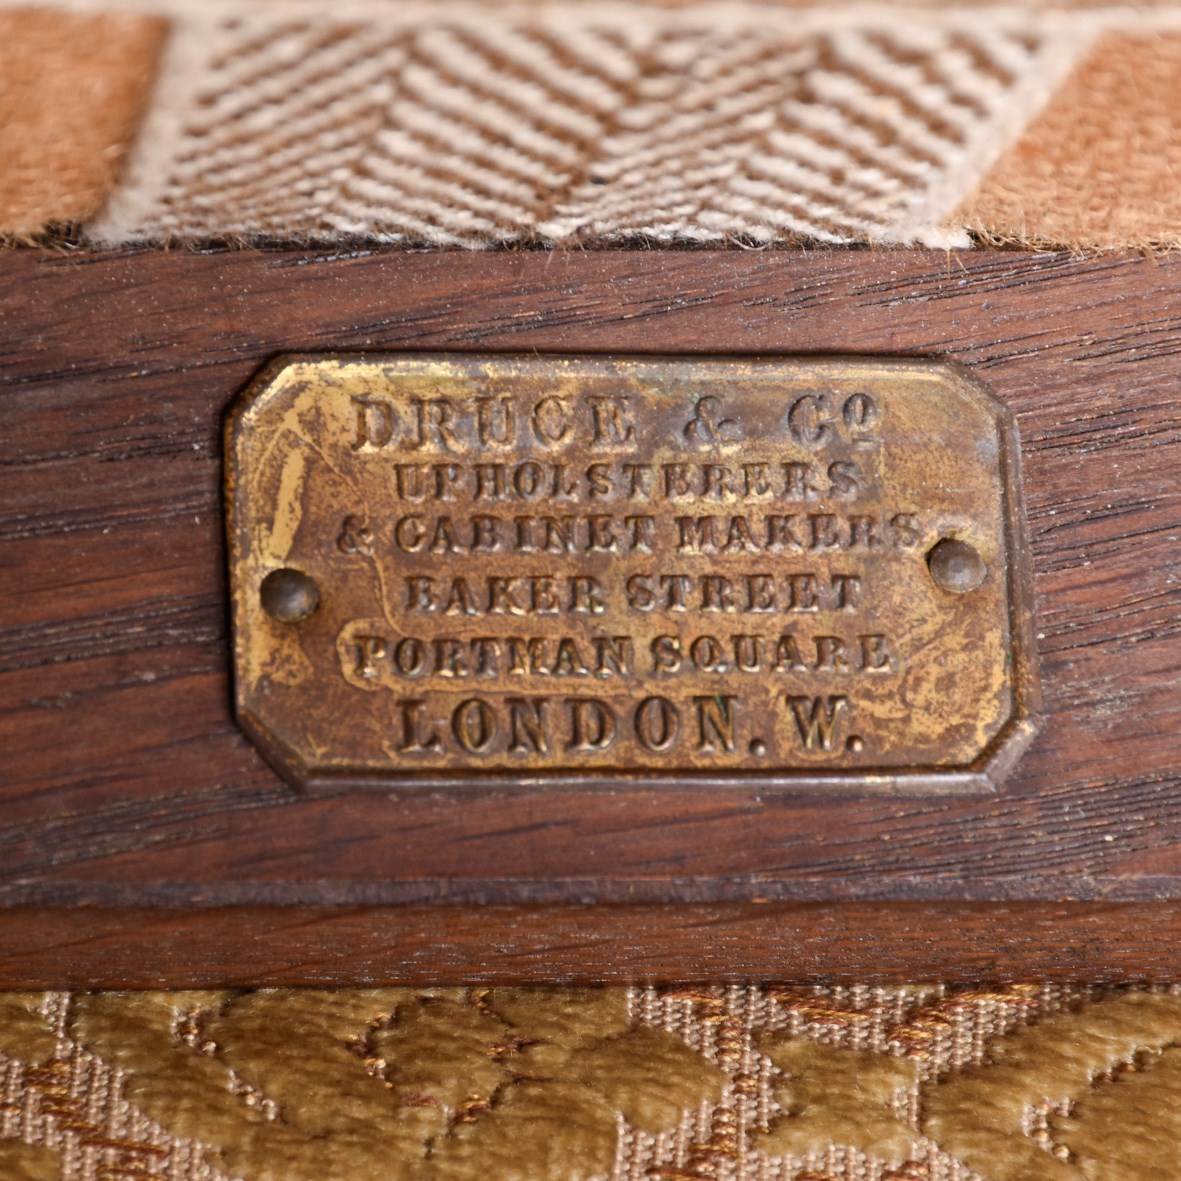 DRUCE & Cº
UPHOLSTERERS
& CABINET MAKERS
BAKER STREET
PORTMAN SQUARE
LONDON. W.